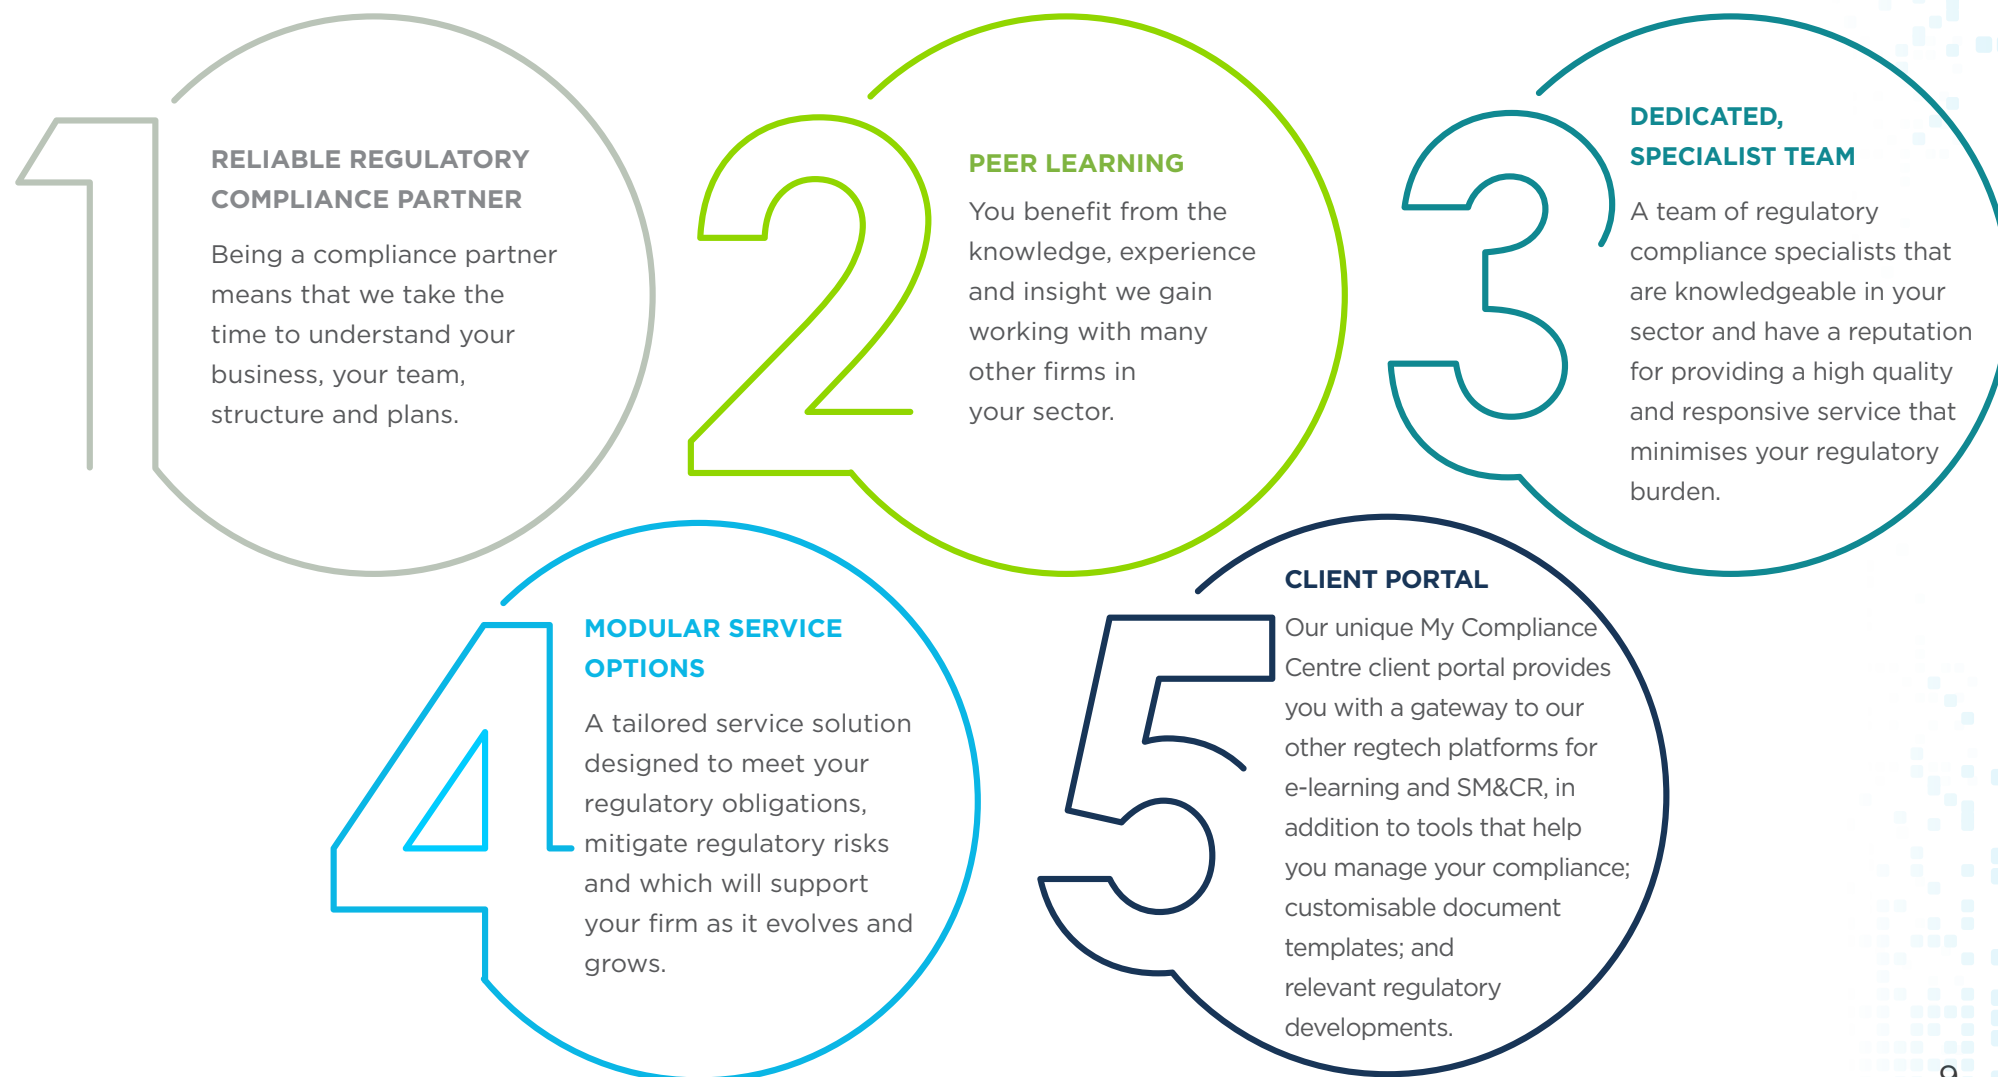 1
RELIABLE REGULATORY
COMPLIANCE PARTNER
Being a compliance partner
means that we take the
time to understand your
business, your team,
structure and plans.
2
PEER LEARNING
You benefit from the
knowledge, experience
and insight we gain
working with many
other firms in
your sector.
3
DEDICATED,
SPECIALIST TEAM
A team of regulatory
compliance specialists that
are knowledgeable in your
sector and have a reputation
for providing a high quality
and responsive service that
minimises your regulatory
burden.
4
MODULAR SERVICE
OPTIONS
A tailored service solution
designed to meet your
regulatory obligations,
mitigate regulatory risks
and which will support
your firm as it evolves and
grows.
5
CLIENT PORTAL
Our unique My Compliance
Centre client portal provides
you with a gateway to our
other regtech platforms for
e-learning and SM&CR, in
addition to tools that help
you manage your compliance;
customisable document
templates; and
relevant regulatory
developments.